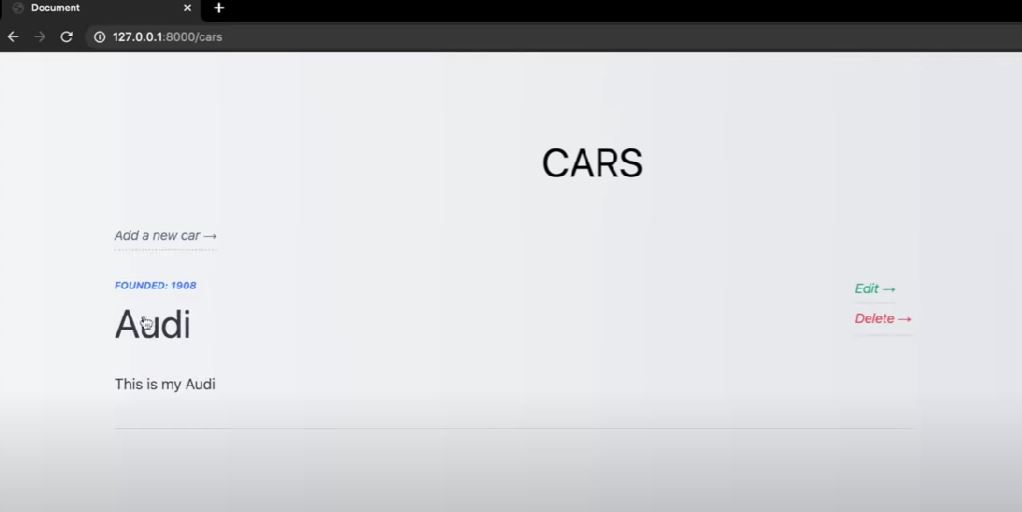 Document
127.0.0.1:8000/cars
CARS
Add a new car →
FOUNDED: 1908
Edit →
Audi
Delete →
This is my Audi